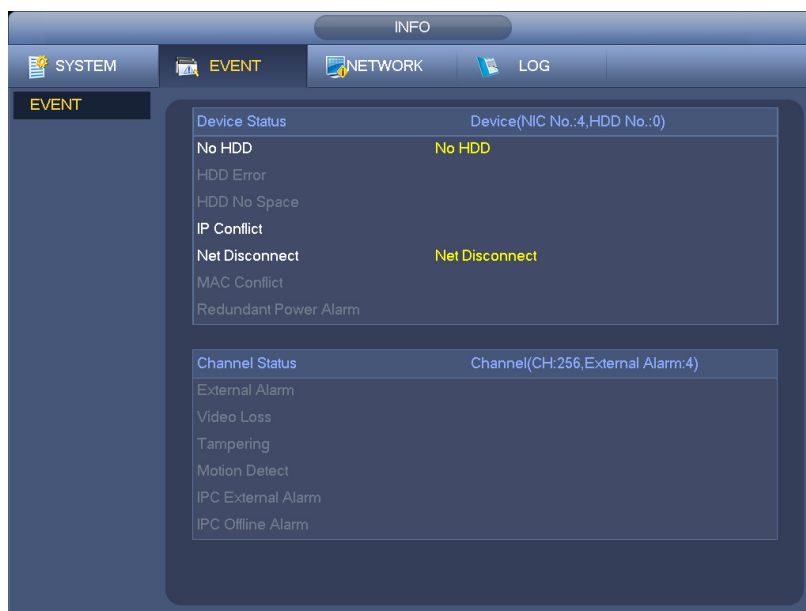 INFO
SYSTEM EVENT NETWORK LOG
EVENT
Device Status Device(NIC No.:4,HDD No.:0)
No HDD No HDD
HDD Error
HDD No Space
IP Conflict
Net Disconnect Net Disconnect
MAC Conflict
Redundant Power Alarm
Channel Status Channel(CH:256,External Alarm:4)
External Alarm
Video Loss
Tampering
Motion Detect
IPC External Alarm
IPC Offline Alarm